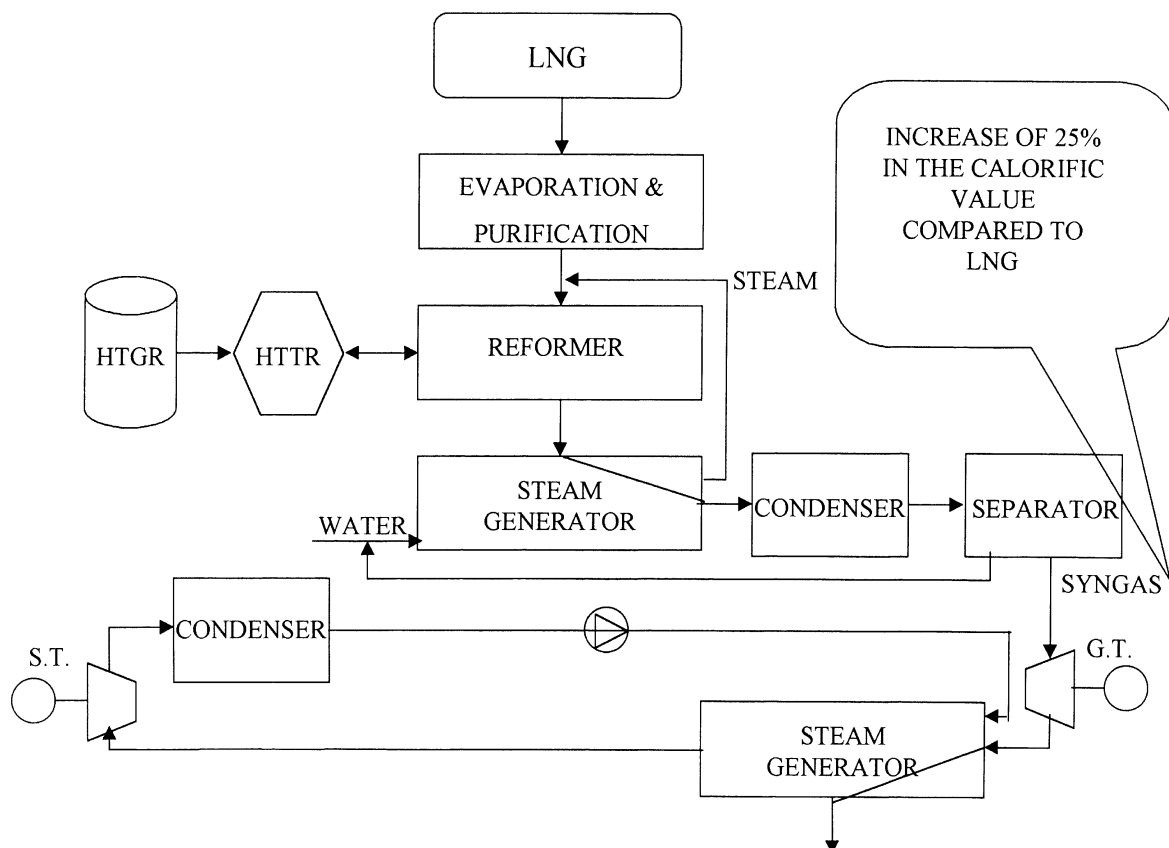 LNG
INCREASE OF 25%
IN THE CALORIFIC
VALUE
COMPARED TO
LNG
EVAPORATION &
PURIFICATION
STEAM
HTGR
HTTR
REFORMER
STEAM
GENERATOR
CONDENSER
SEPARATOR
WATER
SYNGAS
CONDENSER
S.T.
G.T.
STEAM
GENERATOR